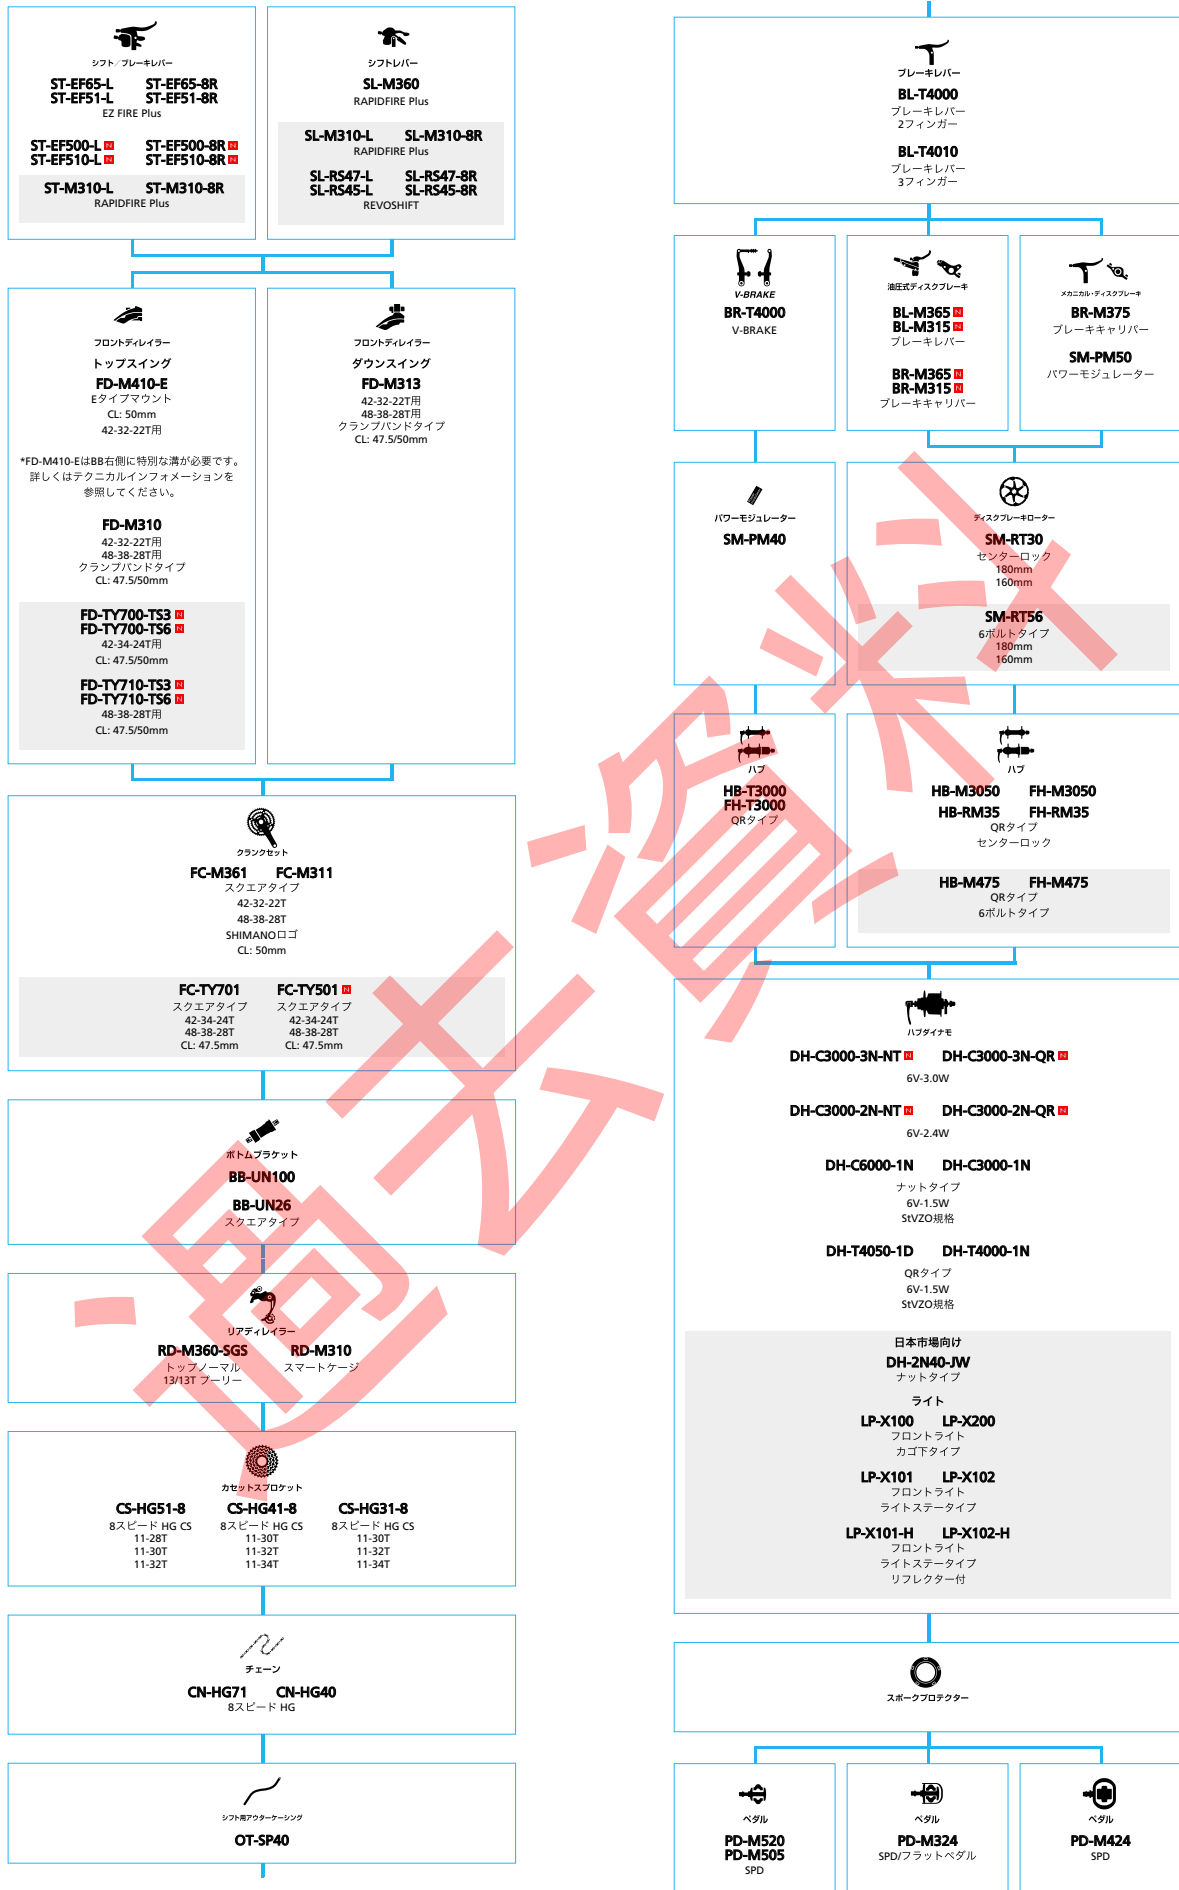 シフト／ブレーキレバー
ST-EF65-L ST-EF65-8R
ST-EF51-L ST-EF51-8R
EZ FIRE Plus
ST-EF500-L N ST-EF500-8R N
ST-EF510-L N ST-EF510-8R N
ST-M310-L ST-M310-8R
RAPIDFIRE Plus
シフトレバー
SL-M360
RAPIDFIRE Plus
SL-M310-L SL-M310-8R
RAPIDFIRE Plus
SL-RS47-L SL-RS47-8R
SL-RS45-L SL-RS45-8R
REVOSHIFT
フロントディレイラー
トップスイング
FD-M410-E
Eタイプマウント
CL: 50mm
42-32-22T用
*FD-M410-EはBB右側に特別な溝が必要です。
詳しくはテクニカルインフォメーションを
参照してください。
FD-M310
42-32-22T用
48-38-28T用
クランプバンドタイプ
CL: 47.5/50mm
FD-TY700-TS3 N
FD-TY700-TS6 N
42-34-24T用
CL: 47.5/50mm
FD-TY710-TS3 N
FD-TY710-TS6 N
48-38-28T用
CL: 47.5/50mm
フロントディレイラー
ダウンスイング
FD-M313
42-32-22T用
48-38-28T用
クランプバンドタイプ
CL: 47.5/50mm
クランクセット
FC-M361 FC-M311
スクエアタイプ
42-32-22T
48-38-28T
SHIMANOロゴ
CL: 50mm
FC-TY701 FC-TY501 N
スクエアタイプ スクエアタイプ
42-34-24T 42-34-24T
48-38-28T 48-38-28T
CL: 47.5mm CL: 47.5mm
ボトムブラケット
BB-UN100
BB-UN26
スクエアタイプ
リアディレイラー
RD-M360-SGS RD-M310
トップノーマル スマートケージ
13/13T プーリー
カセットスプロケット
CS-HG51-8 CS-HG41-8 CS-HG31-8
8スピード HG CS 8スピード HG CS 8スピード HG CS
11-28T 11-30T 11-30T
11-30T 11-32T 11-32T
11-32T 11-34T 11-34T
チェーン
CN-HG71 CN-HG40
8スピード HG
シフト用アウターケーシング
OT-SP40
ブレーキレバー
BL-T4000
ブレーキレバー
2フィンガー
BL-T4010
ブレーキレバー
3フィンガー
V-BRAKE
BR-T4000
V-BRAKE
油圧式ディスクブレーキ
BL-M365 N
BL-M315 N
ブレーキレバー
BR-M365 N
BR-M315 N
ブレーキキャリパー
メカニカル・ディスクブレーキ
BR-M375
ブレーキキャリパー
SM-PM50
パワーモジュレーター
パワーモジュレーター
SM-PM40
ディスクブレーキローター
SM-RT30
センターロック
180mm
160mm
SM-RT56
6ボルトタイプ
180mm
160mm
ハブ
HB-T3000
FH-T3000
QRタイプ
ハブ
HB-M3050 FH-M3050
HB-RM35 FH-RM35
QRタイプ
センターロック
HB-M475 FH-M475
QRタイプ
6ボルトタイプ
ハブダイナモ
DH-C3000-3N-NT N DH-C3000-3N-QR N
6V-3.0W
DH-C3000-2N-NT N DH-C3000-2N-QR N
6V-2.4W
DH-C6000-1N DH-C3000-1N
ナットタイプ
6V-1.5W
StVZO規格
DH-T4050-1D DH-T4000-1N
QRタイプ
6V-1.5W
StVZO規格
日本市場向け
DH-2N40-JW
ナットタイプ
ライト
LP-X100 LP-X200
フロントライト
カゴ下タイプ
LP-X101 LP-X102
フロントライト
ライトステータイプ
LP-X101-H LP-X102-H
フロントライト
ライトステータイプ
リフレクター付
スポークプロテクター
ペダル
PD-M520
PD-M505
SPD
ペダル
PD-M324
SPD/フラットペダル
ペダル
PD-M424
SPD
過去資料